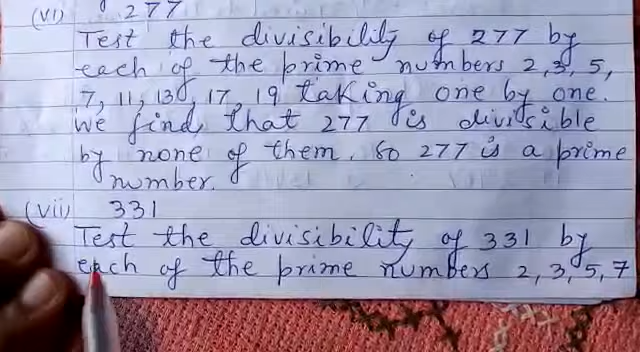 (vi) 277
Test the divisibility of 277 by
each of the prime numbers 2, 3, 5,
7, 11, 13, 17, 19 taking one by one.
We find that 277 is divisible
by none of them. So 277 is a prime
number.
(vii) 331
Test the divisibility of 331 by
each of the prime numbers 2, 3, 5, 7